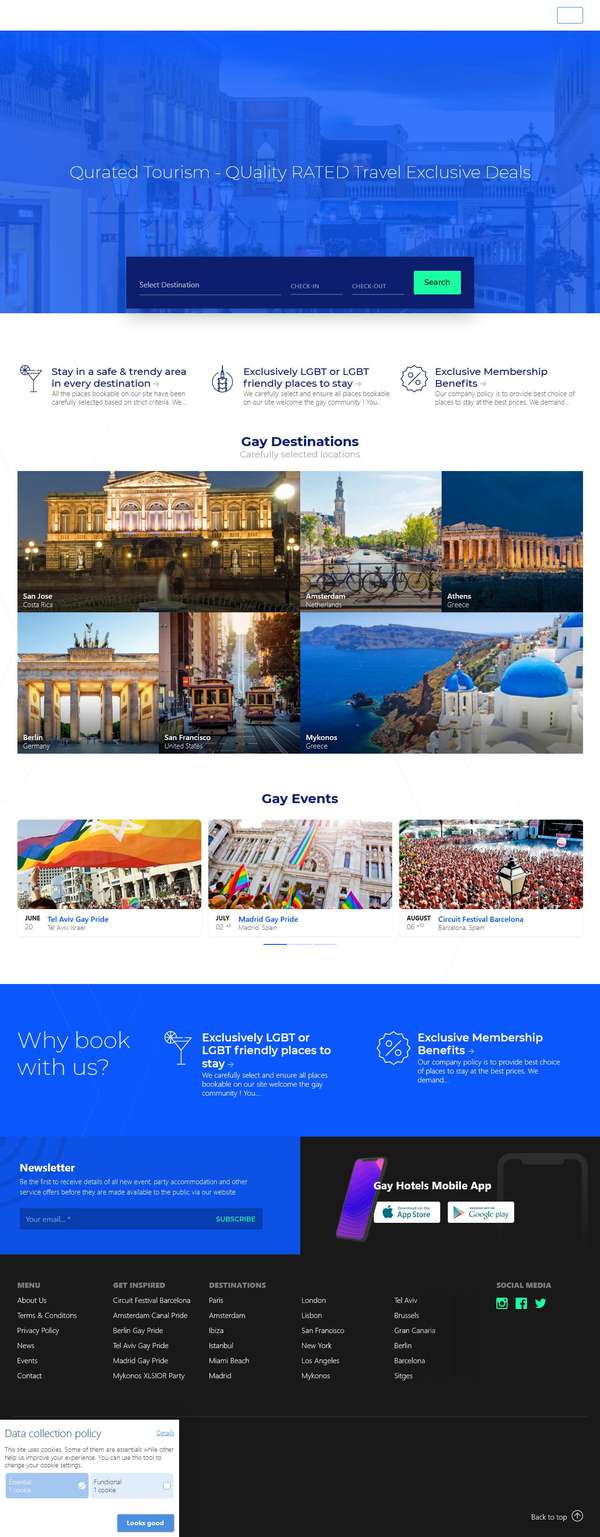 Qurated Tourism - QUality RATED Travel Exclusive Deals
Select Destination
CHECK-IN
CHECK-OUT
Search
Stay in a safe & trendy area
in every destination →
All the places bookable on our site have been
carefully selected based on strict criteria. We...
Exclusively LGBT or LGBT
friendly places to stay →
We carefully select and ensure all places bookable
on our site welcome the gay community ! You...
Exclusive Membership
Benefits →
Our company policy is to provide best choice of
places to stay at the best prices. We demand...
Gay Destinations
Carefully selected locations
San Jose
Costa Rica
Amsterdam
Netherlands
Athens
Greece
Berlin
Germany
San Francisco
United States
Mykonos
Greece
Gay Events
JUNE
20
Tel Aviv Gay Pride
Tel Aviv, Israel
JULY
02
Madrid Gay Pride
Madrid, Spain
AUGUST
06
Circuit Festival Barcelona
Barcelona, Spain
Why book
with us?
Exclusively LGBT or
LGBT friendly places to
stay →
We carefully select and ensure all places
bookable on our site welcome the gay
community ! You...
Exclusive Membership
Benefits →
Our company policy is to provide best choice
of places to stay at the best prices. We
demand...
Newsletter
Be the first to receive details of all new event, party accommodation and other
service offers before they are made available to the public via our website
Your email... *
SUBSCRIBE
Gay Hotels Mobile App
Download on the
App Store
Google play
MENU
About Us
Terms & Conditons
Privacy Policy
News
Events
Contact
GET INSPIRED
Circuit Festival Barcelona
Amsterdam Canal Pride
Berlin Gay Pride
Tel Aviv Gay Pride
Madrid Gay Pride
Mykonos XLSIOR Party
DESTINATIONS
Paris
Amsterdam
Ibiza
Istanbul
Miami Beach
Madrid
London
Lisbon
San Francisco
New York
Los Angeles
Mykonos
Tel Aviv
Brussels
Gran Canaria
Berlin
Barcelona
Sitges
SOCIAL MEDIA
Data collection policy
Details
This site uses cookies. Some of them are essentials while other
help us improve your experience. You can use this tool to
change your cookie settings.
Essential
1 cookie
Functional
1 cookie
Looks good
Back to top